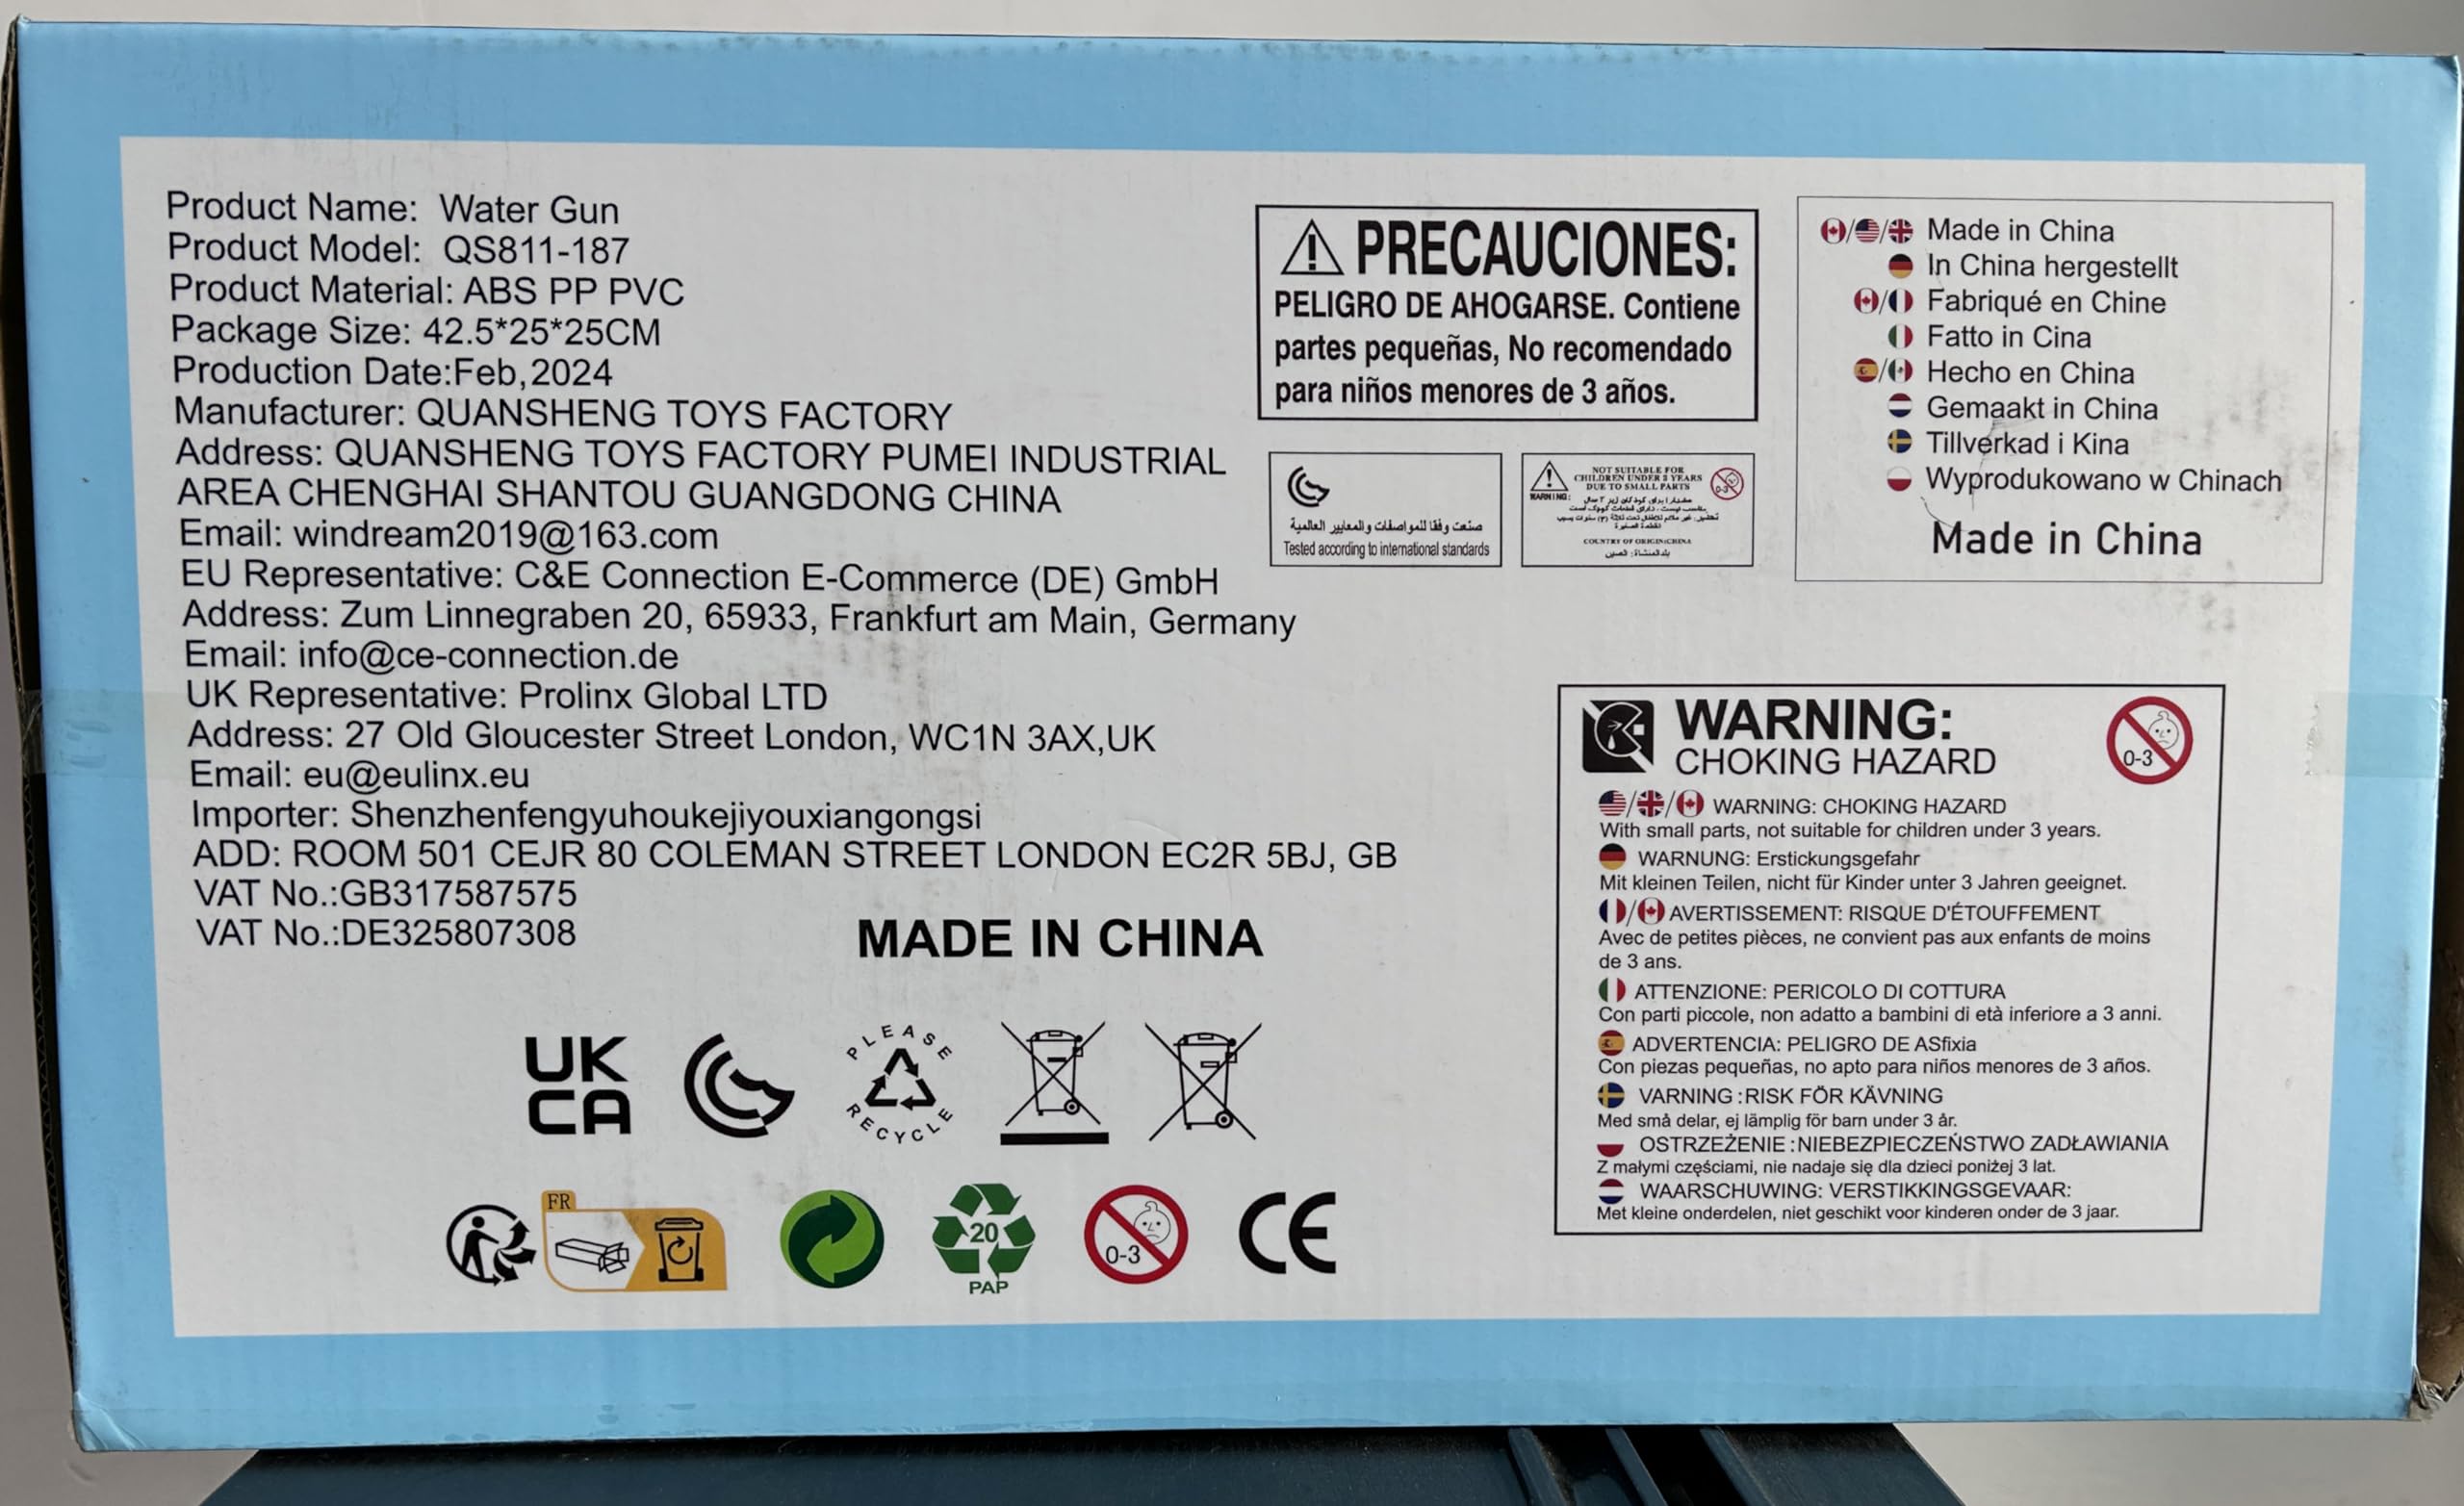 Product Name: Water Gun
Product Model: QS811-187
Product Material: ABS PP PVC
Package Size: 42.5*25*25CM
Production Date:Feb,2024
Manufacturer: QUANSHENG TOYS FACTORY
Address: QUANSHENG TOYS FACTORY PUMEI INDUSTRIAL
AREA CHENGHAI SHANTOU GUANGDONG CHINA
Email: windream2019@163.com
EU Representative: C&E Connection E-Commerce (DE) GmbH
Address: Zum Linnegraben 20, 65933, Frankfurt am Main, Germany
Email: info@ce-connection.de
UK Representative: Prolinx Global LTD
Address: 27 Old Gloucester Street London, WC1N 3AX,UK
Email: eu@eulinx.eu
Importer: Shenzhenfengyuhoukejiyouxiangongsi
ADD: ROOM 501 CEJR 80 COLEMAN STREET LONDON EC2R 5BJ, GB
VAT No.:GB317587575
VAT No.:DE325807308
MADE IN CHINA
UK
CA
PLEASE
RECYCLE
FR
20
PAP
0-3
CE
PRECAUCIONES:
PELIGRO DE AHOGARSE. Contiene
partes pequeñas, No recomendado
para niños menores de 3 años.
صنعت وفقا للمواصفات والمعايير العالمية
Tested according to international standards
WARNING:
NOT SUITABLE FOR
CHILDREN UNDER 3 YEARS
DUE TO SMALL PARTS
0-3
COUNTRY OF ORIGIN:CHINA
بلد المنشاة: الصين
Made in China
In China hergestellt
Fabriqué en Chine
Fatto in Cina
Hecho en China
Gemaakt in China
Tillverkad i Kina
Wyprodukowano w Chinach
Made in China
WARNING:
CHOKING HAZARD
0-3
WARNING: CHOKING HAZARD
With small parts, not suitable for children under 3 years.
WARNUNG: Erstickungsgefahr
Mit kleinen Teilen, nicht für Kinder unter 3 Jahren geeignet.
AVERTISSEMENT: RISQUE D'ÉTOUFFEMENT
Avec de petites pièces, ne convient pas aux enfants de moins
de 3 ans.
ATTENZIONE: PERICOLO DI COTTURA
Con parti piccole, non adatto a bambini di età inferiore a 3 anni.
ADVERTENCIA: PELIGRO DE ASfixia
Con piezas pequeñas, no apto para niños menores de 3 años.
VARNING :RISK FÖR KÄVNING
Med små delar, ej lämplig för barn under 3 år.
OSTRZEŻENIE :NIEBEZPIECZEŃSTWO ZADŁAWIANIA
Z małymi częściami, nie nadaje się dla dzieci poniżej 3 lat.
WAARSCHUWING: VERSTIKKINGSGEVAAR:
Met kleine onderdelen, niet geschikt voor kinderen onder de 3 jaar.